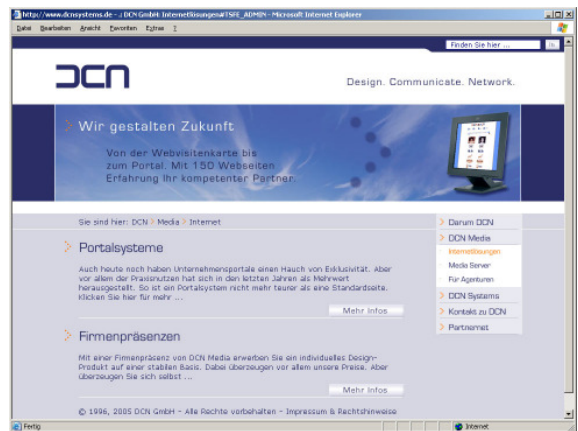 http://www.dcnsystems.de - .: DCN GmbH: Internetlösungen#TSFE_ADMIN - Microsoft Internet Explorer
Datei Bearbeiten Ansicht Favoriten Extras ?
Finden Sie hier ...
DCN
Design. Communicate. Network.
Wir gestalten Zukunft
Von der Webvisitenkarte bis
zum Portal. Mit 150 Webseiten
Erfahrung Ihr kompetenter Partner.
Sie sind hier: DCN > Media > Internet
Darum DCN
DCN Media
Internetlösungen
Media Server
Für Agenturen
DCN Systems
Kontakt zu DCN
Partnernet
Portalsysteme
Auch heute noch haben Unternehmensportale einen Hauch von Exklusivität. Aber
vor allem der Praxisnutzen hat sich in den letzten Jahren als Mehrwert
herausgestellt. So ist ein Portalsystem nicht mehr teurer als eine Standardseite.
Klicken Sie hier für mehr ...
Mehr Infos
Firmenpräsenzen
Mit einer Firmenpräsenz von DCN Media erwerben Sie ein individuelles Design-
Produkt auf einer stabilen Basis. Dabei überzeugen vor allem unsere Preise. Aber
überzeugen Sie sich selbst ...
Mehr Infos
© 1996, 2005 DCN GmbH - Alle Rechte vorbehalten - Impressum & Rechtshinweise
Fertig
Internet